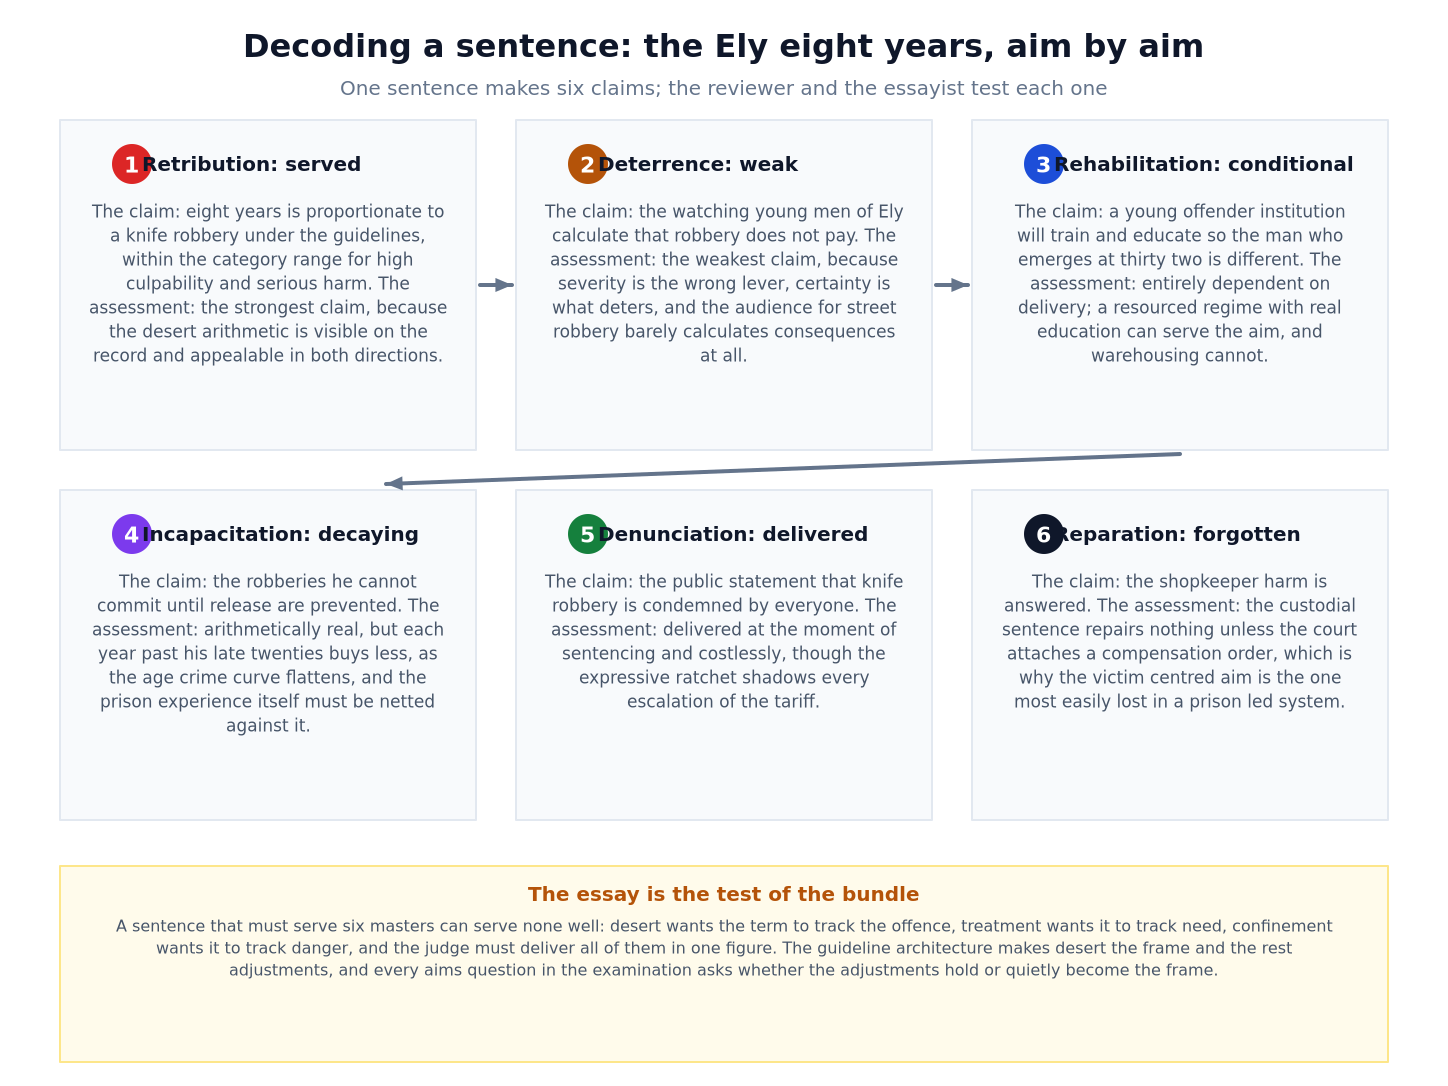 Decoding a sentence: the Ely eight years, aim by aim
One sentence makes six claims; the reviewer and the essayist test each one
1 Retribution: served
The claim: eight years is proportionate to
a knife robbery under the guidelines,
within the category range for high
culpability and serious harm. The
assessment: the strongest claim, because
the desert arithmetic is visible on the
record and appealable in both directions.
2 Deterrence: weak
The claim: the watching young men of Ely
calculate that robbery does not pay. The
assessment: the weakest claim, because
severity is the wrong lever, certainty is
what deters, and the audience for street
robbery barely calculates consequences
at all.
3 Rehabilitation: conditional
The claim: a young offender institution
will train and educate so the man who
emerges at thirty two is different. The
assessment: entirely dependent on
delivery; a resourced regime with real
education can serve the aim, and
warehousing cannot.
4 Incapacitation: decaying
The claim: the robberies he cannot
commit until release are prevented. The
assessment: arithmetically real, but each
year past his late twenties buys less, as
the age crime curve flattens, and the
prison experience itself must be netted
against it.
5 Denunciation: delivered
The claim: the public statement that knife
robbery is condemned by everyone. The
assessment: delivered at the moment of
sentencing and costlessly, though the
expressive ratchet shadows every
escalation of the tariff.
6 Reparation: forgotten
The claim: the shopkeeper harm is
answered. The assessment: the custodial
sentence repairs nothing unless the court
attaches a compensation order, which is
why the victim centred aim is the one
most easily lost in a prison led system.
The essay is the test of the bundle
A sentence that must serve six masters can serve none well: desert wants the term to track the offence, treatment wants it to track need, confinement
wants it to track danger, and the judge must deliver all of them in one figure. The guideline architecture makes desert the frame and the rest
adjustments, and every aims question in the examination asks whether the adjustments hold or quietly become the frame.